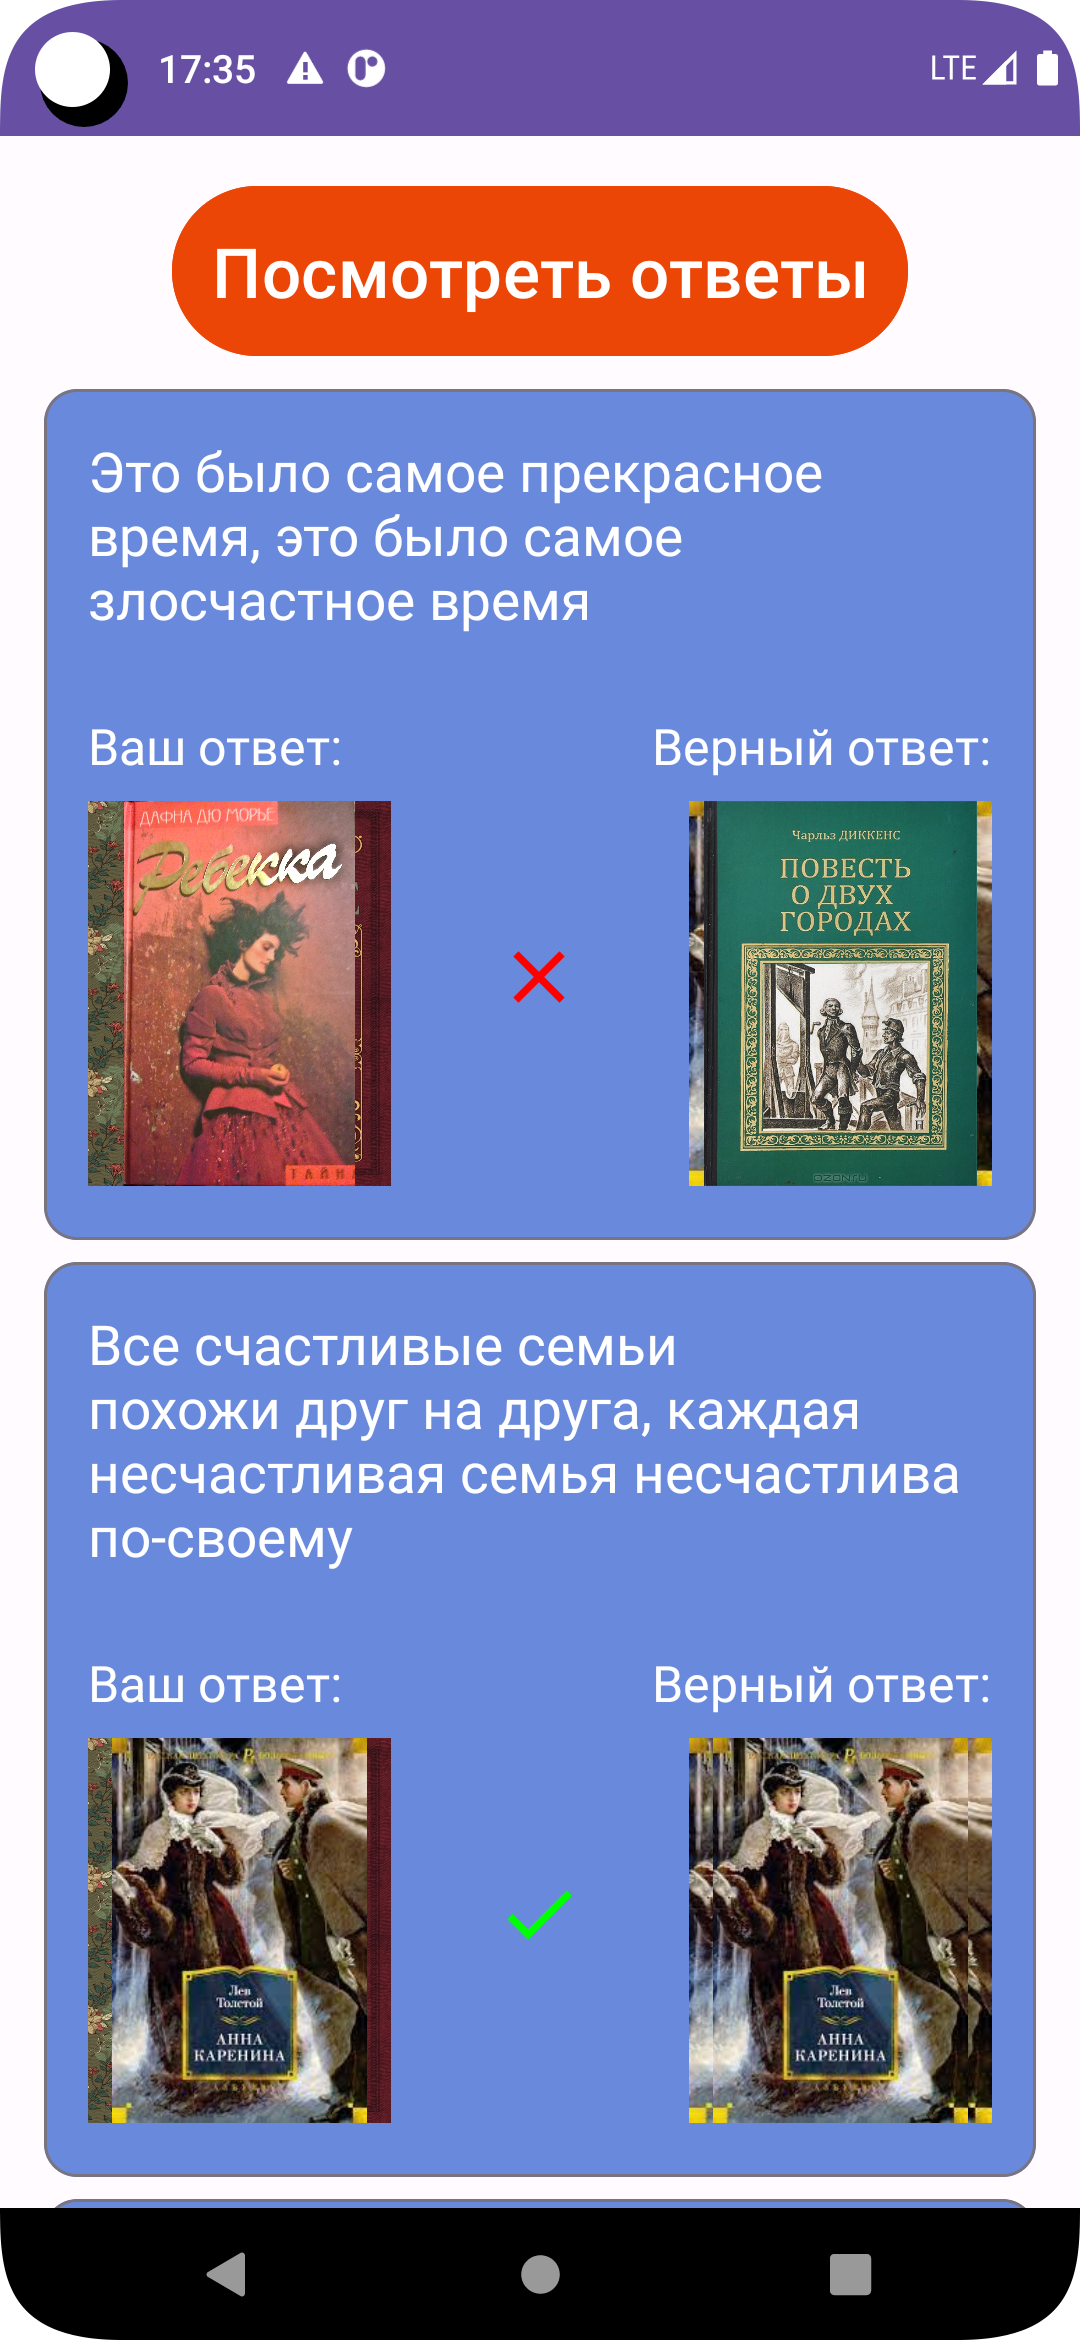 17:35
LTE
Посмотреть ответы
Это было самое прекрасное
время, это было самое
злосчастное время
Ваш ответ:
Верный ответ:
ДАФНА ДЮ МОРЬЕ
Ребекка
Чарльз ДИККЕНС
ПОВЕСТЬ
О ДВУХ
ГОРОДАХ
OZON.RU
Все счастливые семьи
похожи друг на друга, каждая
несчастливая семья несчастлива
по-своему
Ваш ответ:
Верный ответ:
Лев
Толстой
АННА
КАРЕНИНА
Лев
Толстой
АННА
КАРЕНИНА